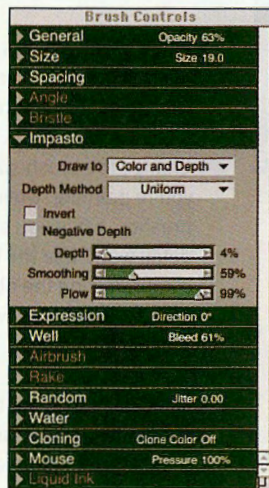 Brush Controls
General Opacity 63%
Size Size 19.0
Spacing
Angle
Bristle
Impasto
Draw to Color and Depth
Depth Method Uniform
Invert
Negative Depth
Depth 4%
Smoothing 59%
Plow 99%
Expression Direction 0°
Well Bleed 61%
Airbrush
Rake
Random Jitter 0.00
Water
Cloning Clone Color Off
Mouse Pressure 100%
Liquid Ink